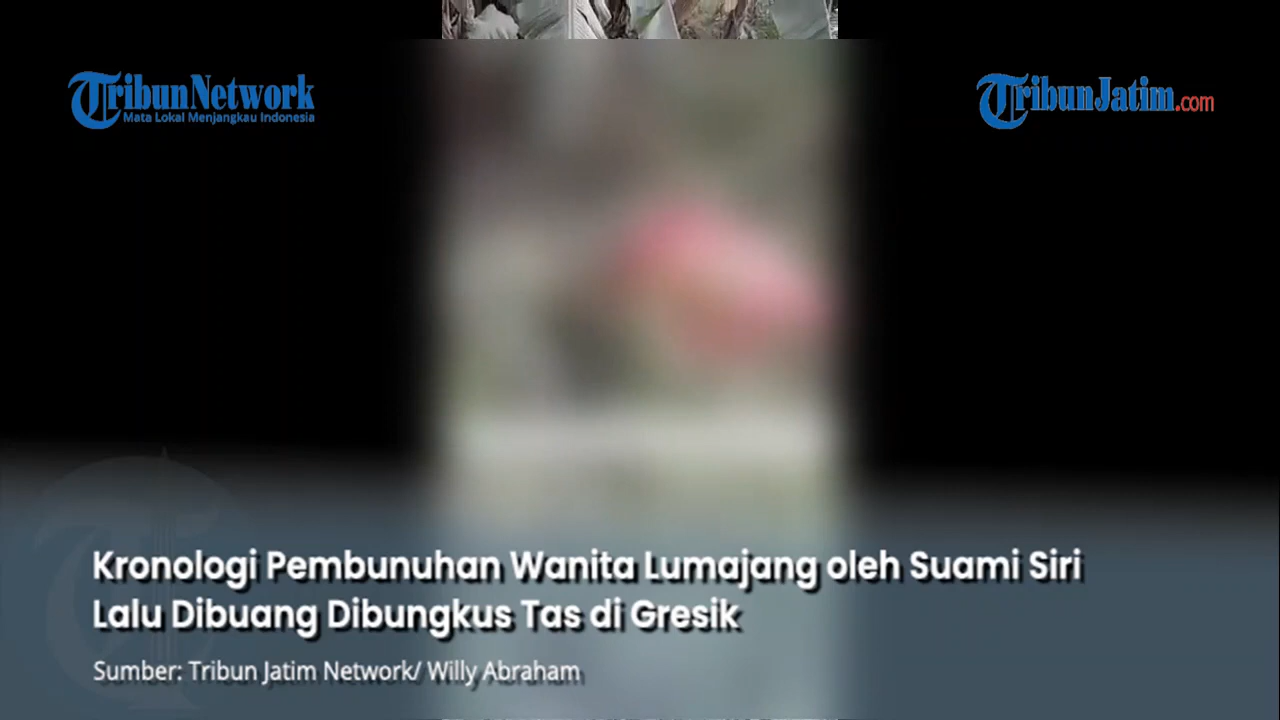 TribunNetwork
Mata Lokal Menjangkau Indonesia
TribunJatim.com
Kronologi Pembunuhan Wanita Lumajang oleh Suami Siri
Lalu Dibuang Dibungkus Tas di Gresik
Sumber: Tribun Jatim Network/ Willy Abraham